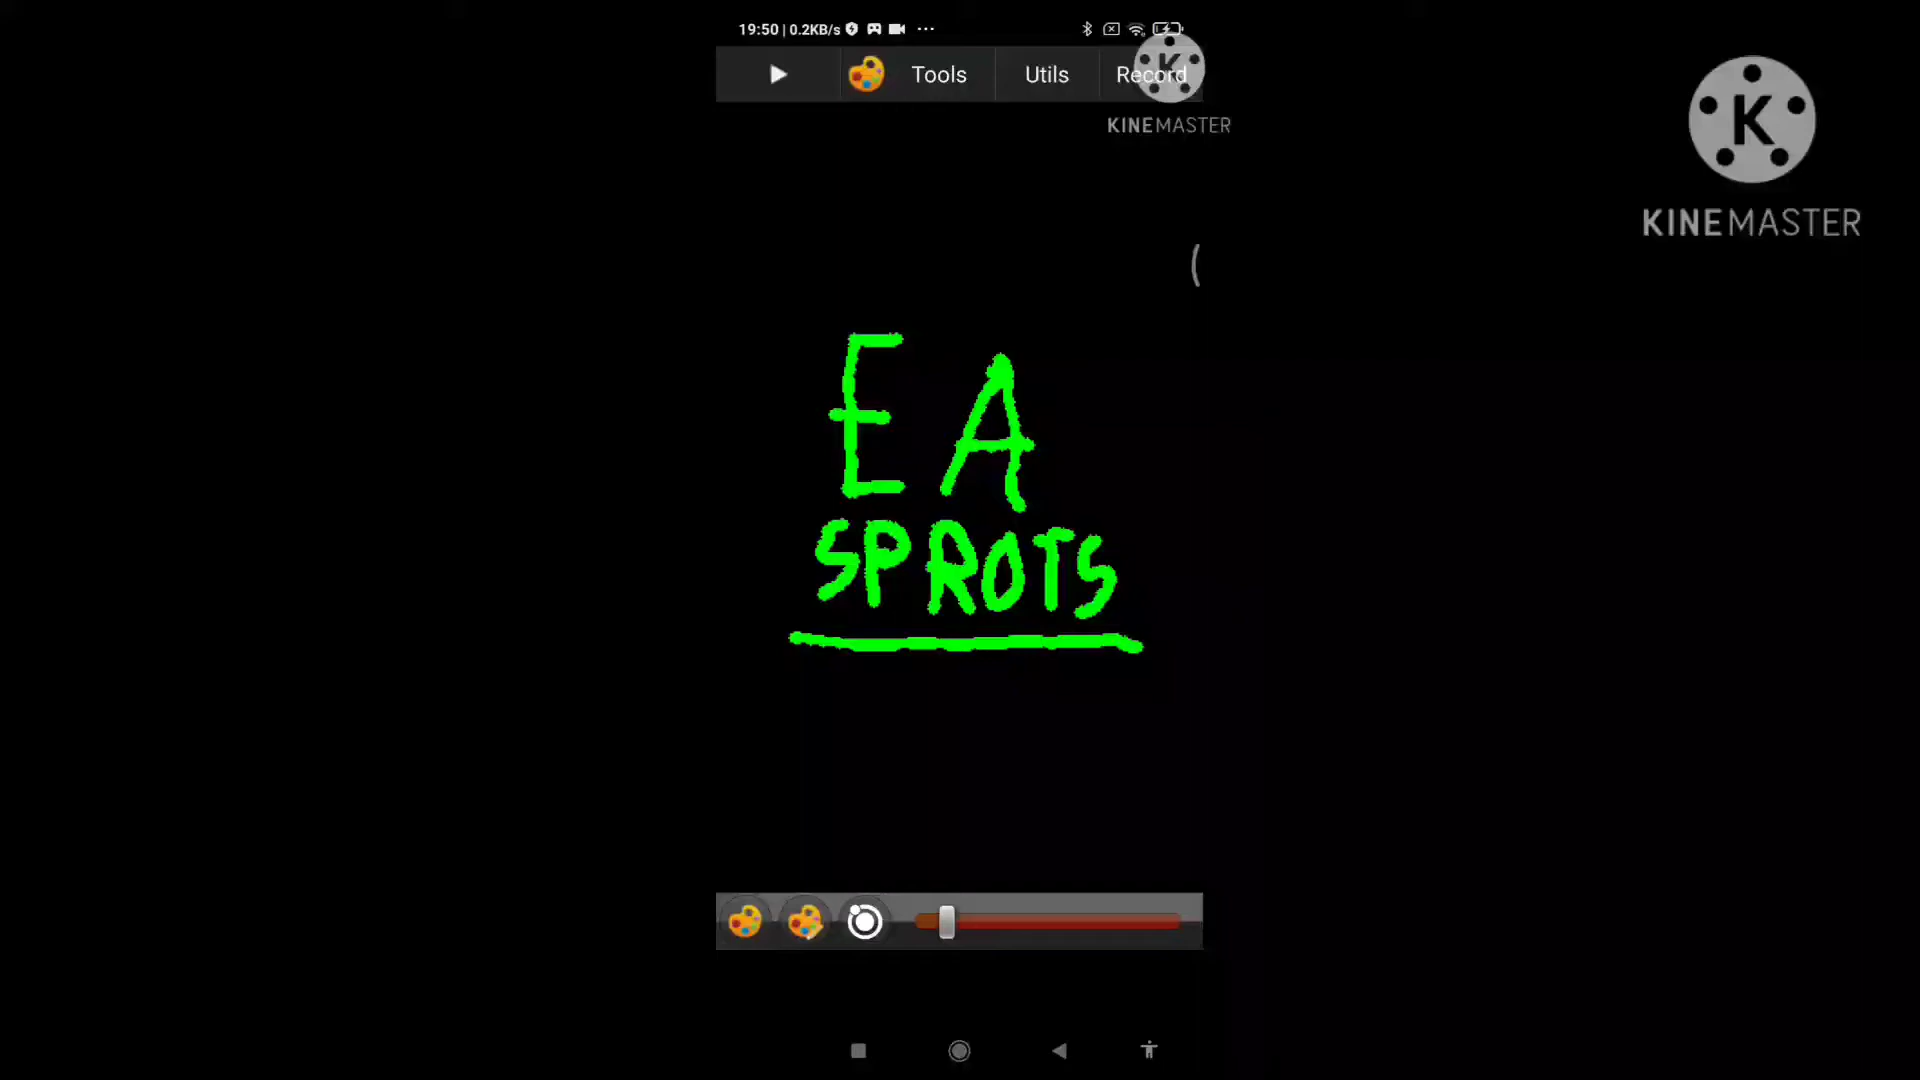 19:50 | 0.2KB/s
Tools Utils Record
KINEMASTER
K
KINEMASTER
EA
SPROTS